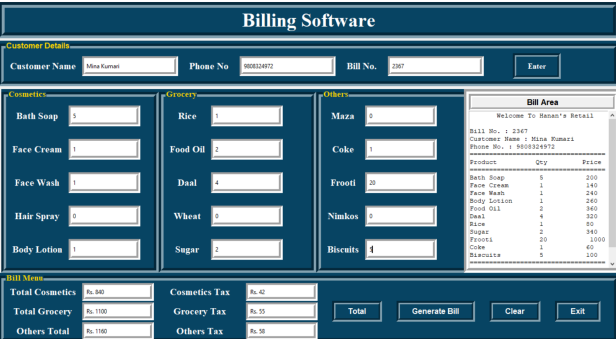 Billing Software
Customer Details
Customer Name Mina Kumari Phone No 9808324972 Bill No. 2367 Enter
Cosmetics
Bath Soap 5
Face Cream 1
Face Wash 1
Hair Spray 0
Body Lotion 1
Grocery
Rice 1
Food Oil 2
Daal 4
Wheat 0
Sugar 2
Others
Maza 0
Coke 1
Frooti 20
Nimkos 0
Biscuits 5
Bill Area
Welcome To Hanan's Retail
Bill No. : 2367
Customer Name : Mina Kumari
Phone No. : 9808324972
================================
Product Qty Price
================================
Bath Soap 5 200
Face Cream 1 140
Face Wash 1 240
Body Lotion 1 260
Food Oil 2 360
Daal 4 320
Rice 1 80
Sugar 2 340
Frooti 20 1000
Coke 1 60
Biscuits 5 100
================================
Bill Menu
Total Cosmetics Rs. 840 Cosmetics Tax Rs. 42
Total Grocery Rs. 1100 Grocery Tax Rs. 55
Others Total Rs. 1160 Others Tax Rs. 58
Total Generate Bill Clear Exit